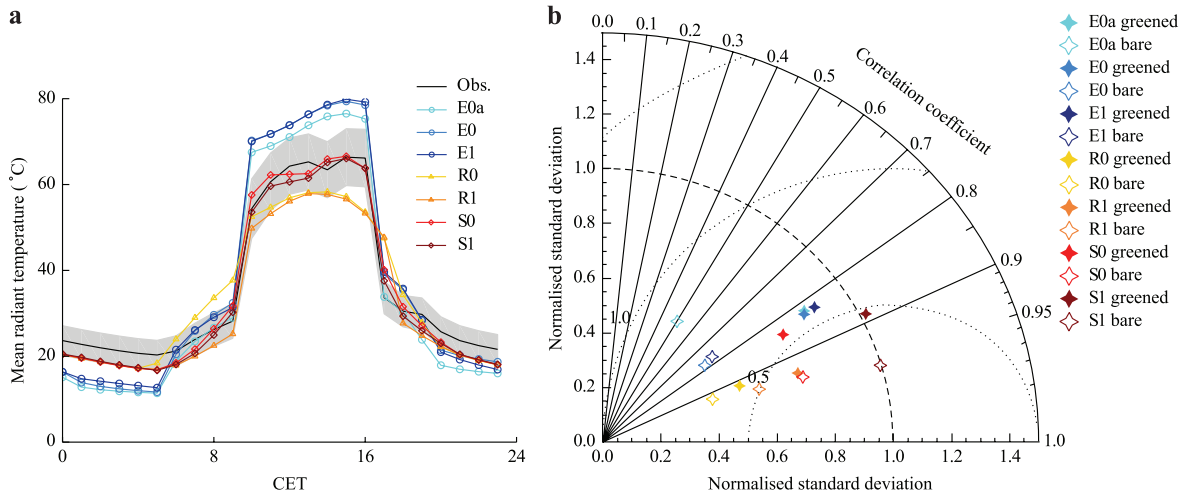 a
Mean radiant temperature (˚C)
80
60
40
20
0
0
8
16
24
CET
Obs.
E0a
E0
E1
R0
R1
S0
S1
b
Normalised standard deviation
1.4
1.2
1.0
0.8
0.6
0.4
0.2
0.0
0.0
0.2
0.4
0.6
0.8
1.0
1.2
1.4
Normalised standard deviation
0.0
0.1
0.2
0.3
0.4
0.5
0.6
0.7
0.8
0.9
0.95
1.0
Correlation coefficient
1.0
0.5
E0a greened
E0a bare
E0 greened
E0 bare
E1 greened
E1 bare
R0 greened
R0 bare
R1 greened
R1 bare
S0 greened
S0 bare
S1 greened
S1 bare